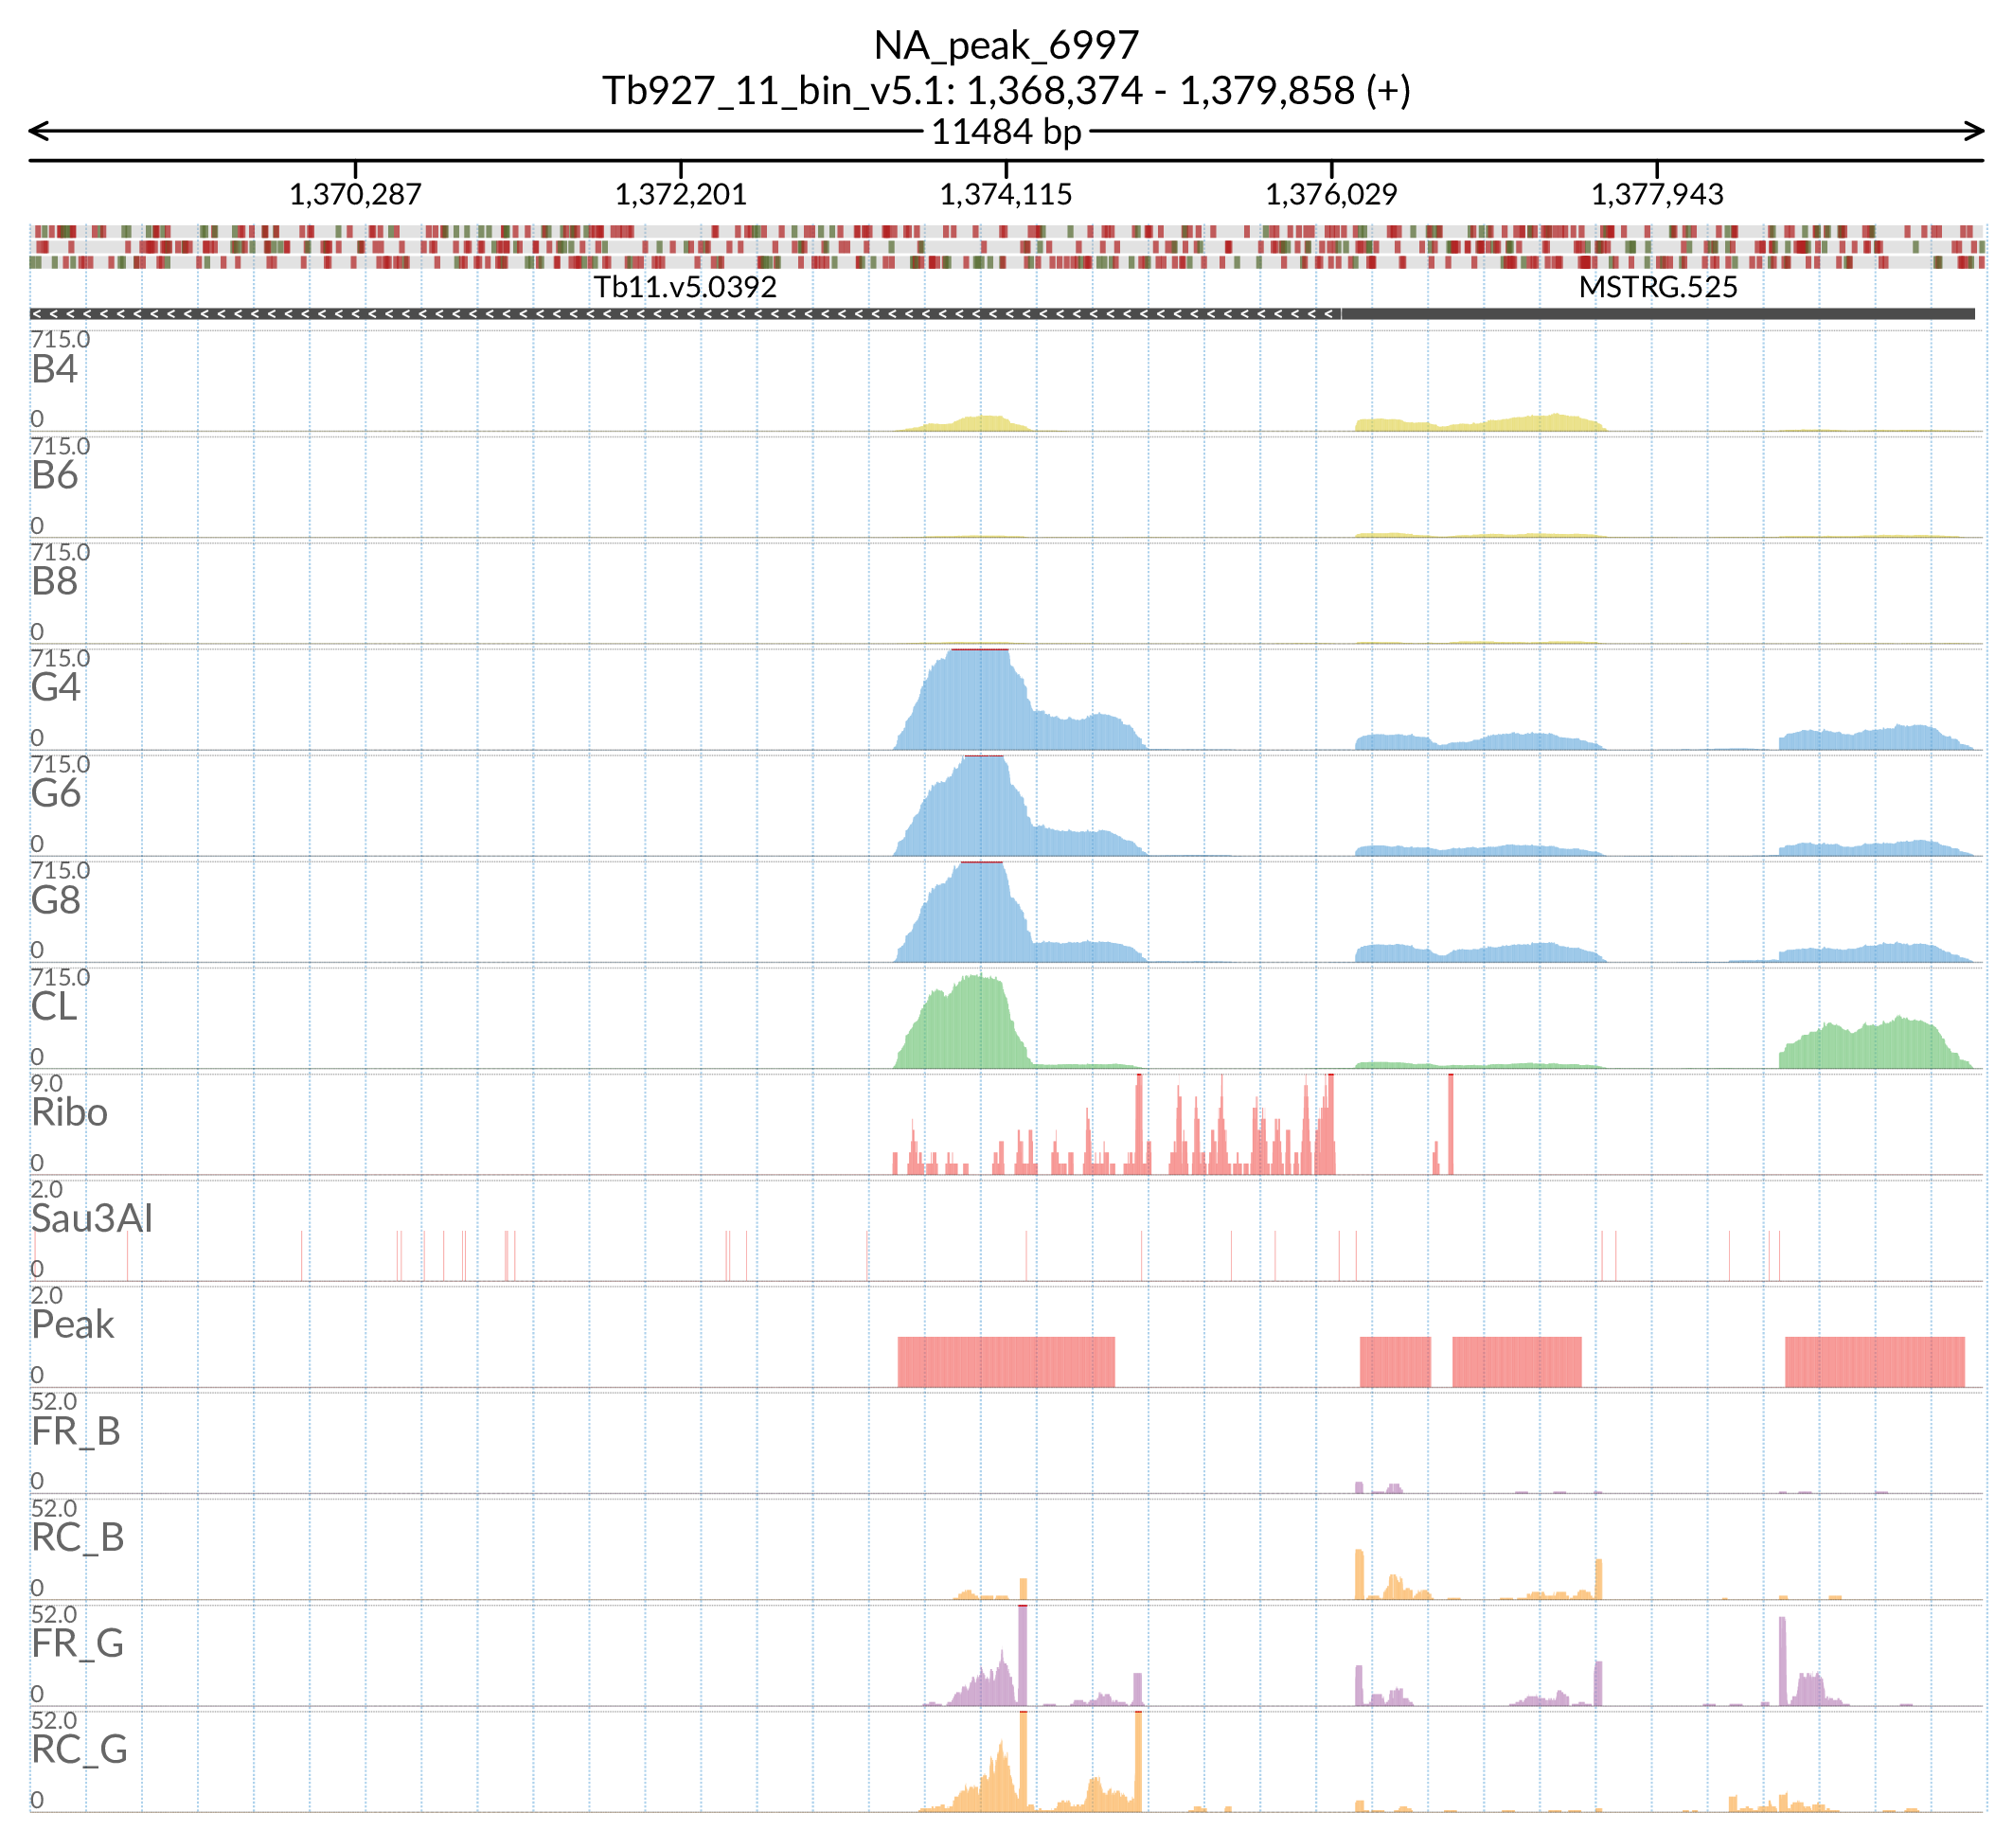 NA_peak_6997
Tb927_11_bin_v5.1: 1,368,374 - 1,379,858 (+)
11484 bp
1,370,287 1,372,201 1,374,115 1,376,029 1,377,943
Tb11.v5.0392 MSTRG.525
715.0
B4
0
715.0
B6
0
715.0
B8
0
715.0
G4
0
715.0
G6
0
715.0
G8
0
715.0
CL
0
9.0
Ribo
0
2.0
Sau3AI
0
2.0
Peak
0
52.0
FR_B
0
52.0
RC_B
0
52.0
FR_G
0
52.0
RC_G
0